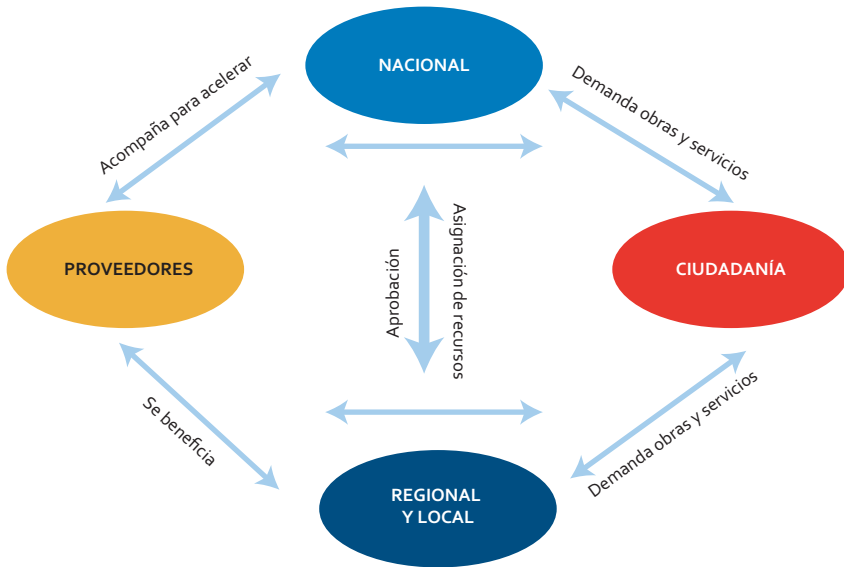 NACIONAL
Acompaña para acelerar
Demanda obras y servicios
PROVEEDORES
Aprobación
Asignación de recursos
CIUDADANÍA
Se beneficia
Demanda obras y servicios
REGIONAL
Y LOCAL